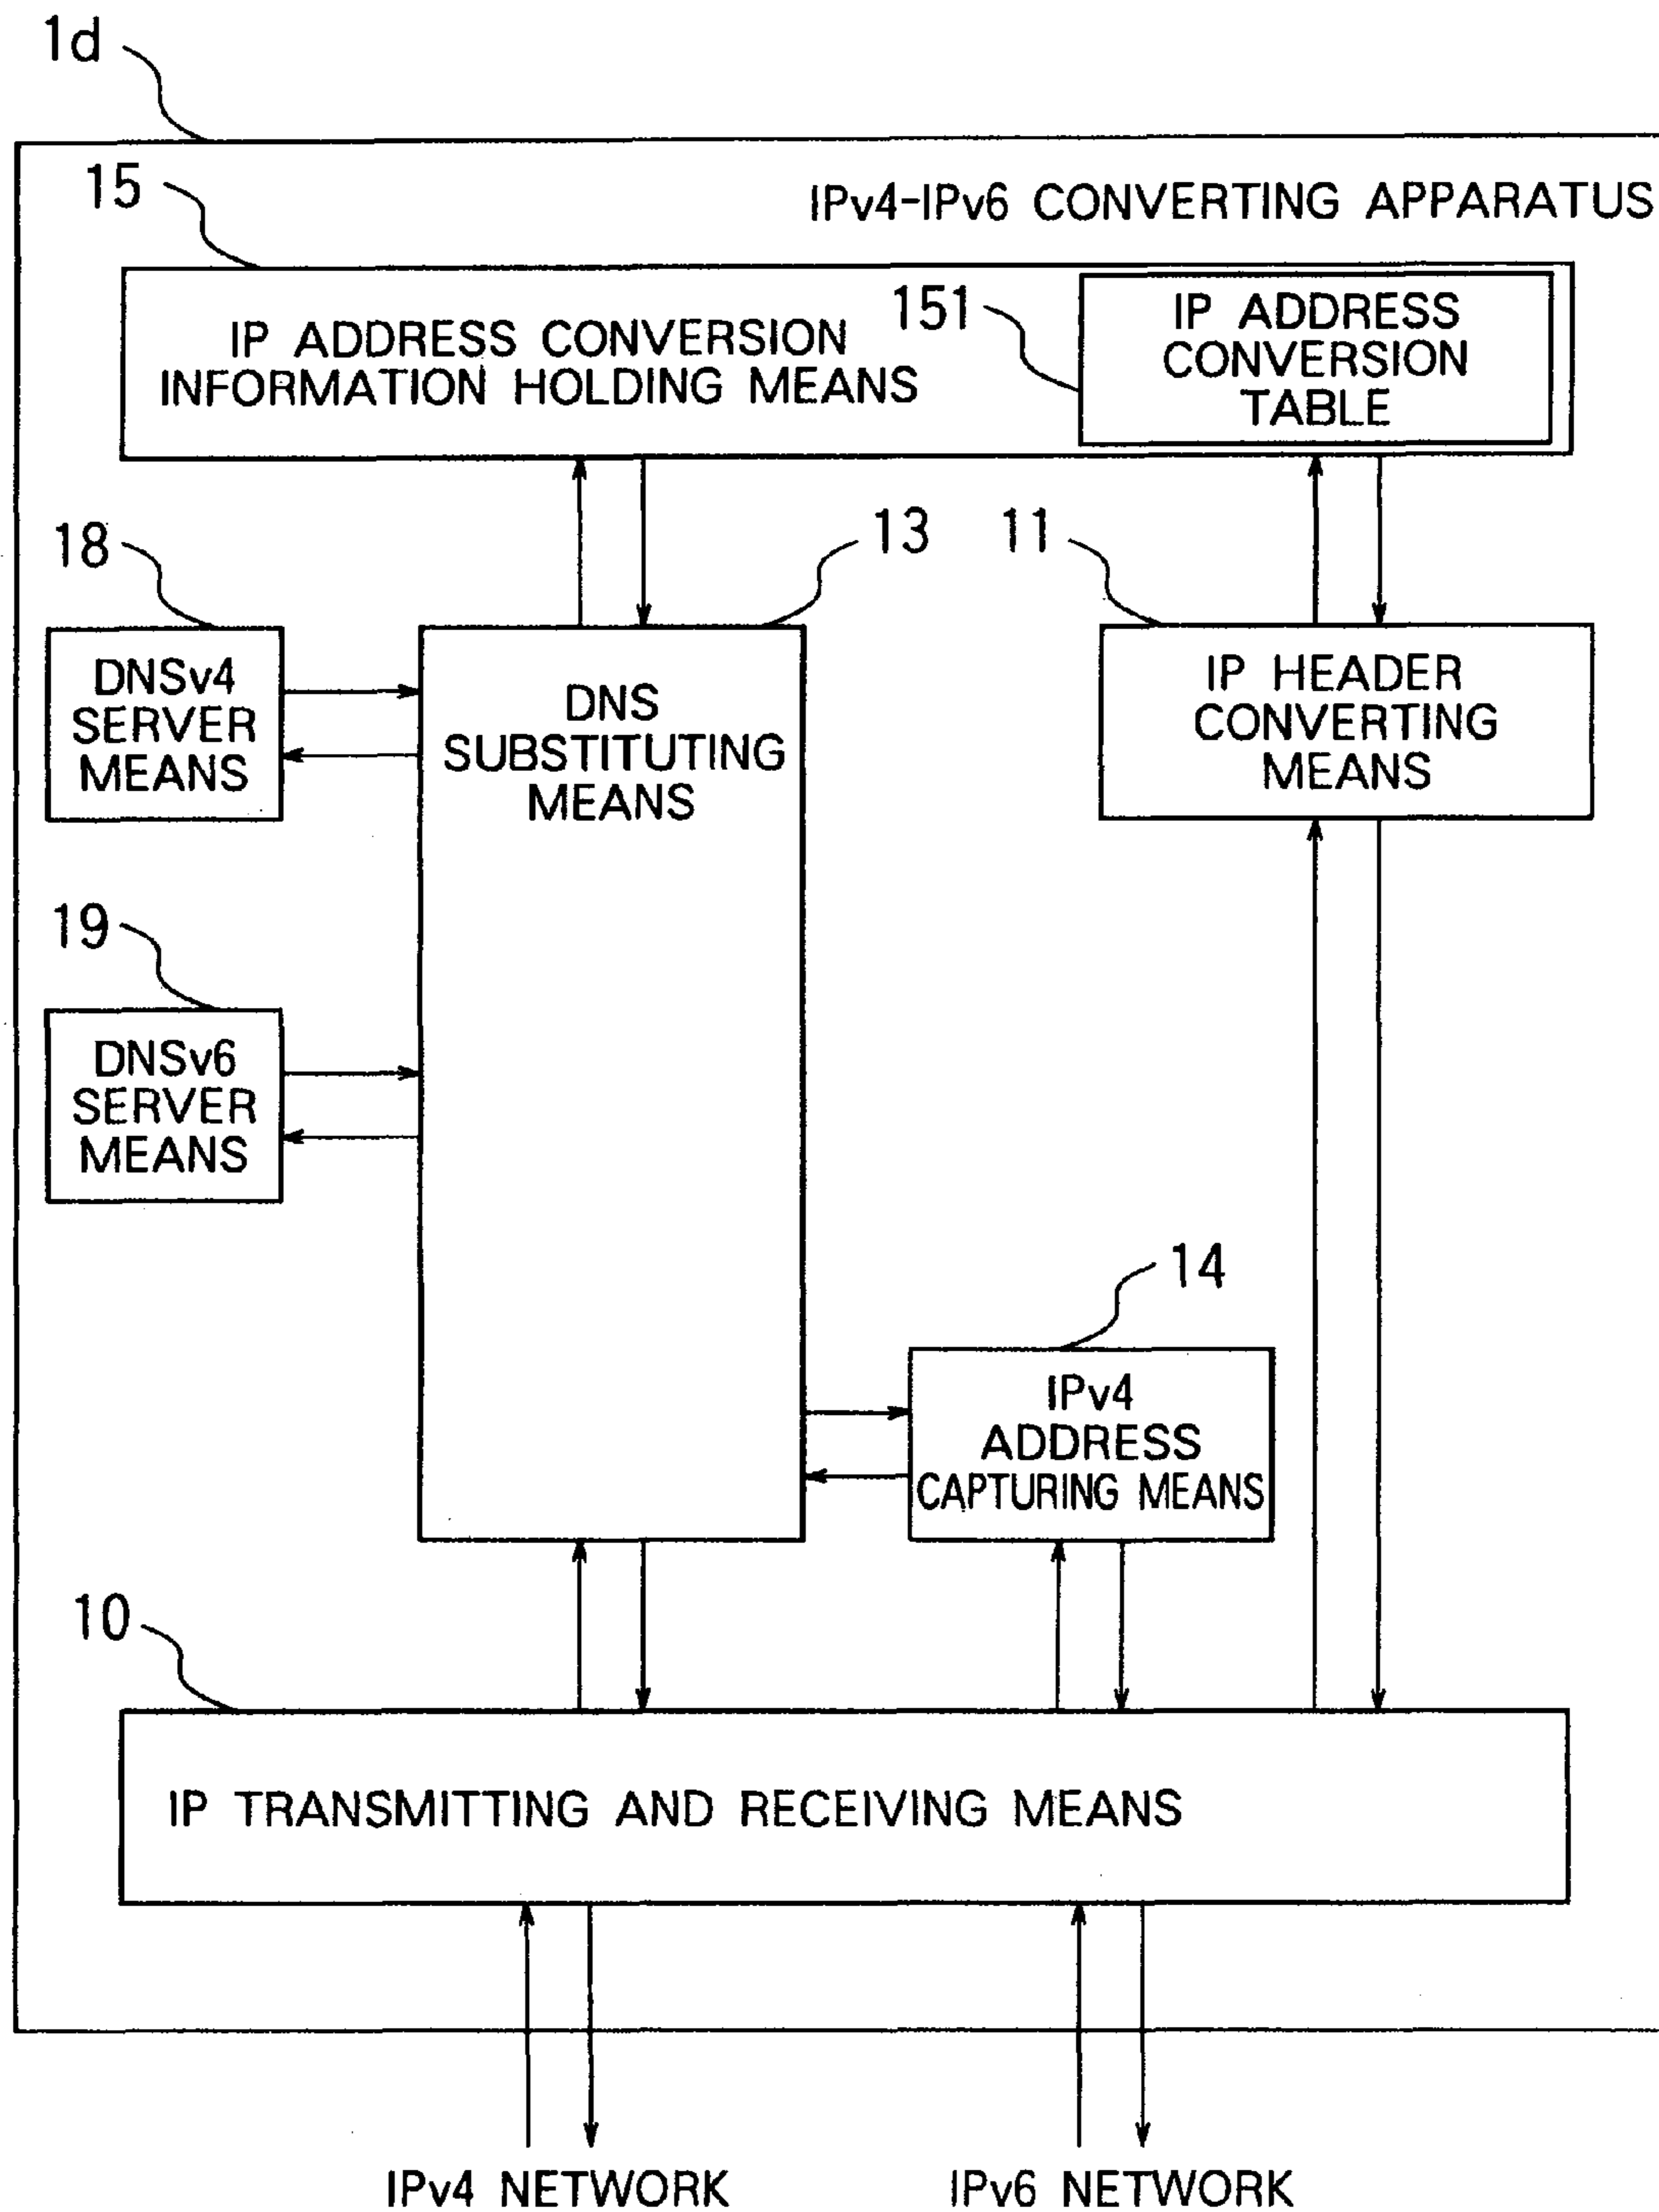 1d
IPv4-IPv6 CONVERTING APPARATUS
15
IP ADDRESS CONVERSION
INFORMATION HOLDING MEANS
151
IP ADDRESS
CONVERSION
TABLE
18
13
11
DNSv4
SERVER
MEANS
DNS
SUBSTITUTING
MEANS
IP HEADER
CONVERTING
MEANS
19
DNSv6
SERVER
MEANS
14
IPv4
ADDRESS
CAPTURING MEANS
10
IP TRANSMITTING AND RECEIVING MEANS
IPv4 NETWORK
IPv6 NETWORK